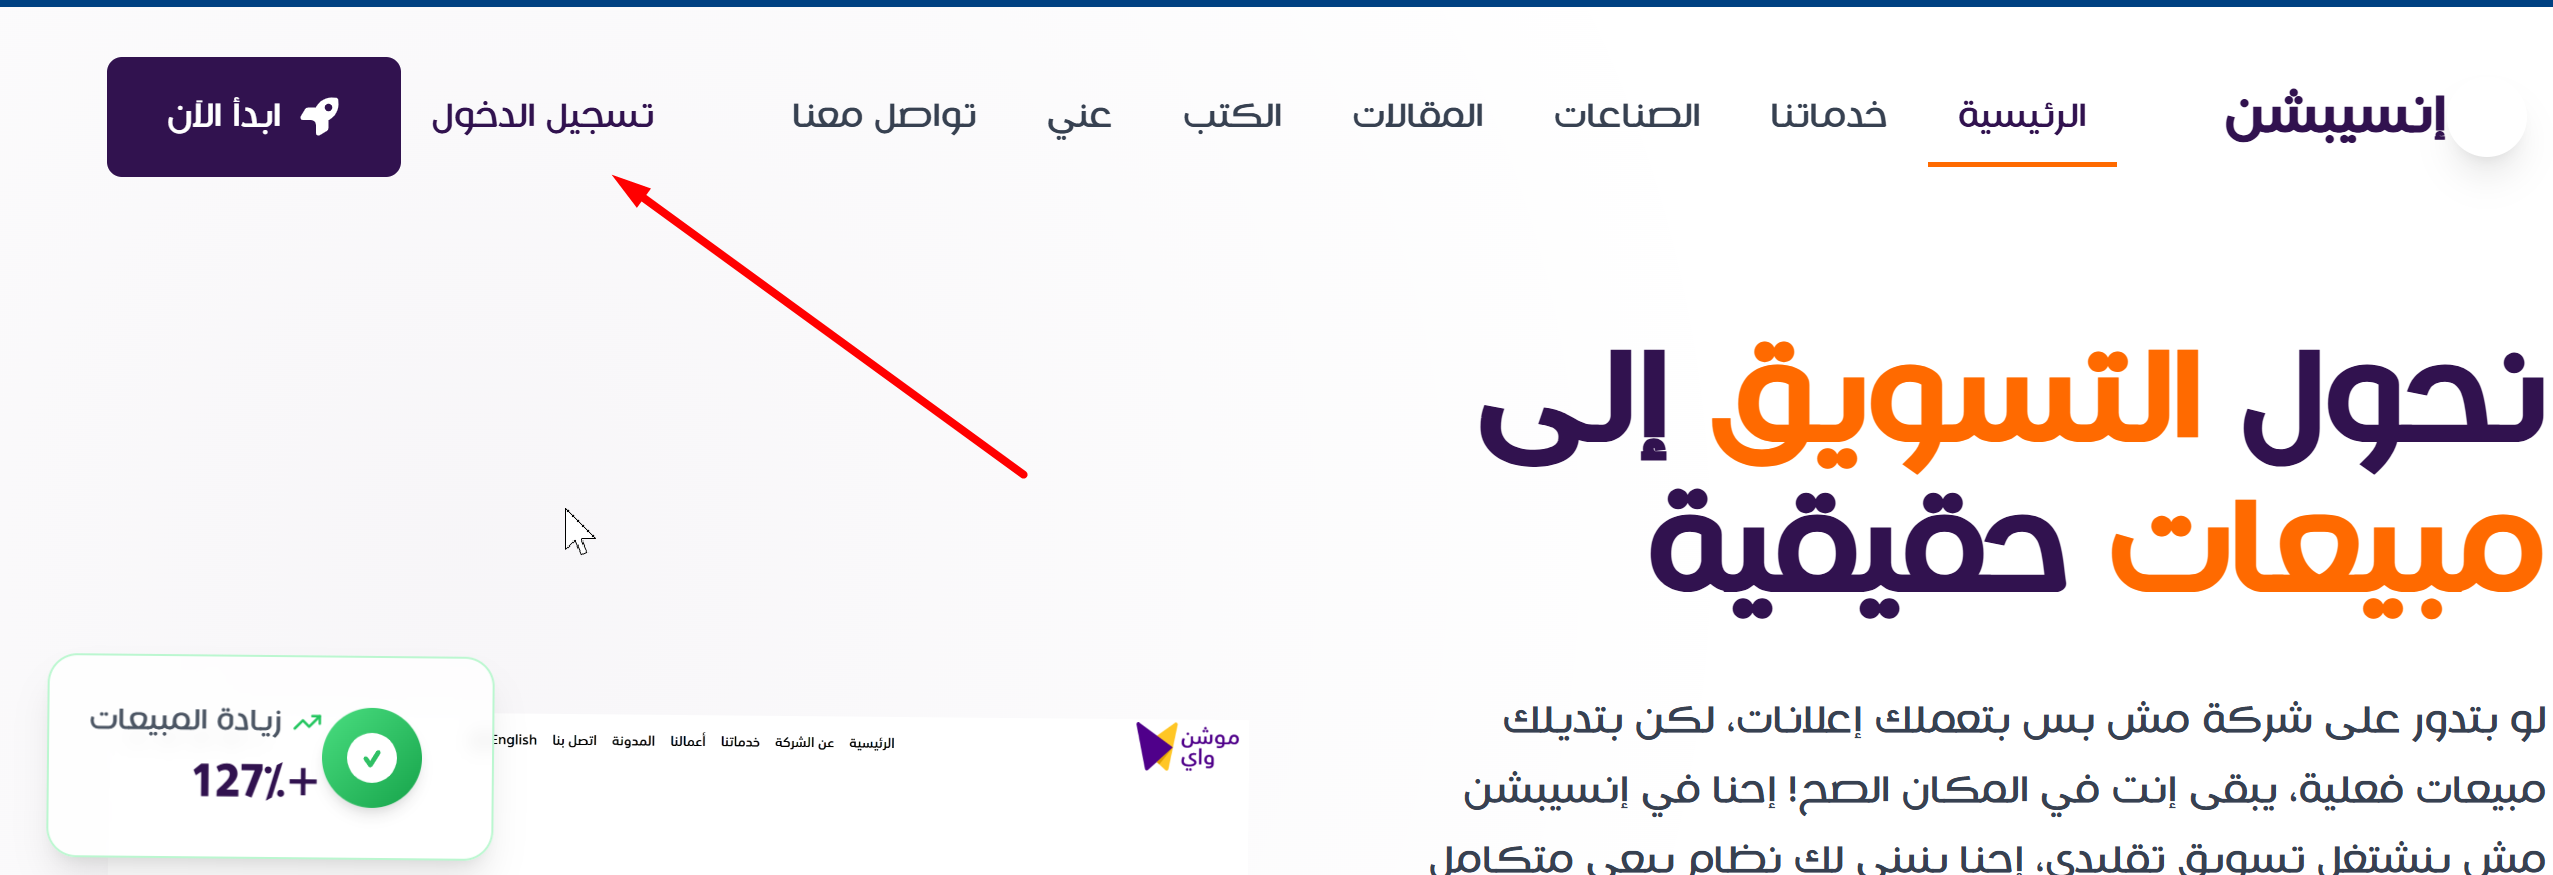 إنسيبشن
الرئيسية
خدماتنا
الصناعات
المقالات
الكتب
عني
تواصل معنا
تسجيل الدخول
ابدأ الآن
نحول التسويق إلى
مبيعات حقيقية
لو بتدور على شركة مش بس بتعملك إعلانات، لكن بتديلك
مبيعات فعلية، يبقى إنت في المكان الصح! إحنا في إنسيبشن
مش بنشتغل تسويق تقليدي، إحنا بنبني لك نظام بيعي متكامل
موشن
واي
الرئيسية
عن الشركة
خدماتنا
أعمالنا
المدونة
اتصل بنا
English
زيادة المبيعات
+127٪